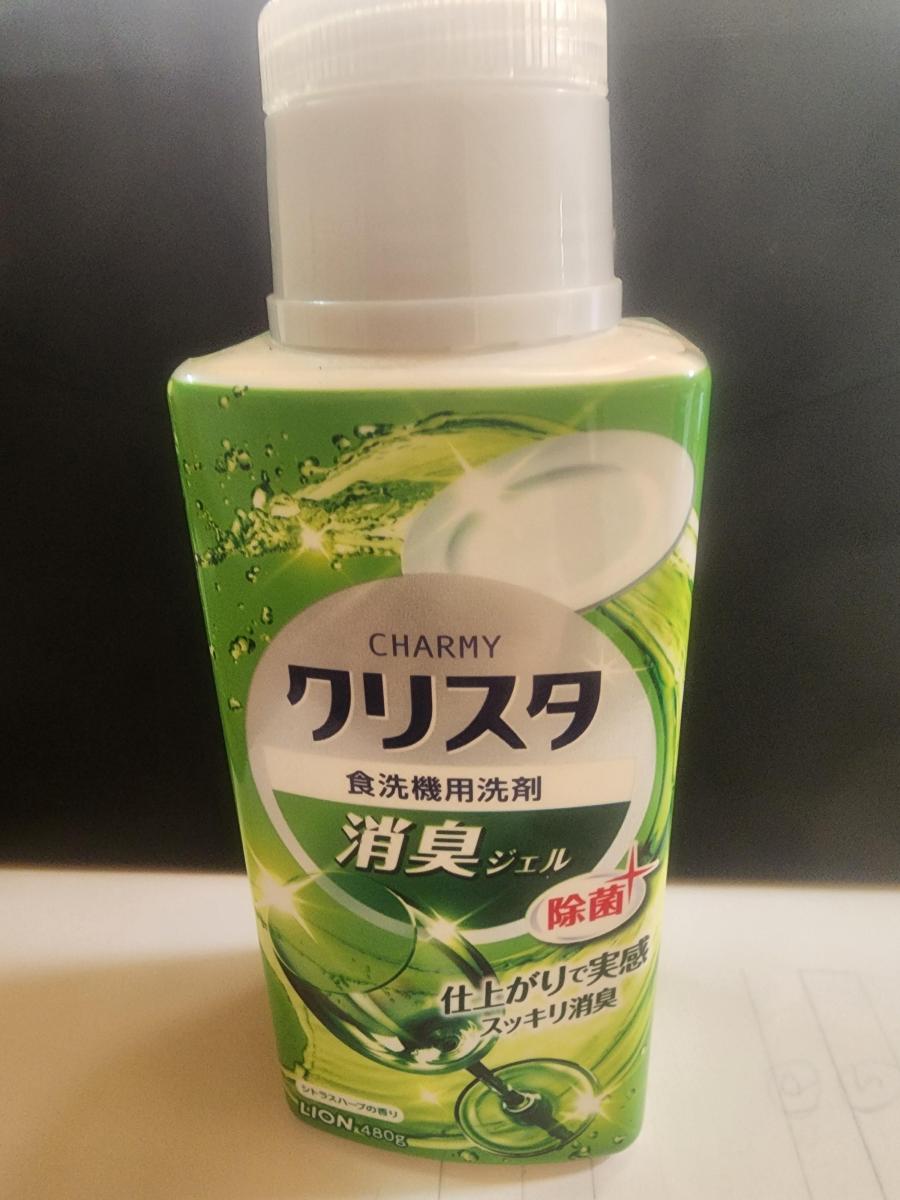 CHARMY
クリスタ
食洗機用洗剤
消臭ジェル
除菌
仕上がりで実感
スッキリ消臭
シトラスハーブの香り
LION 480g